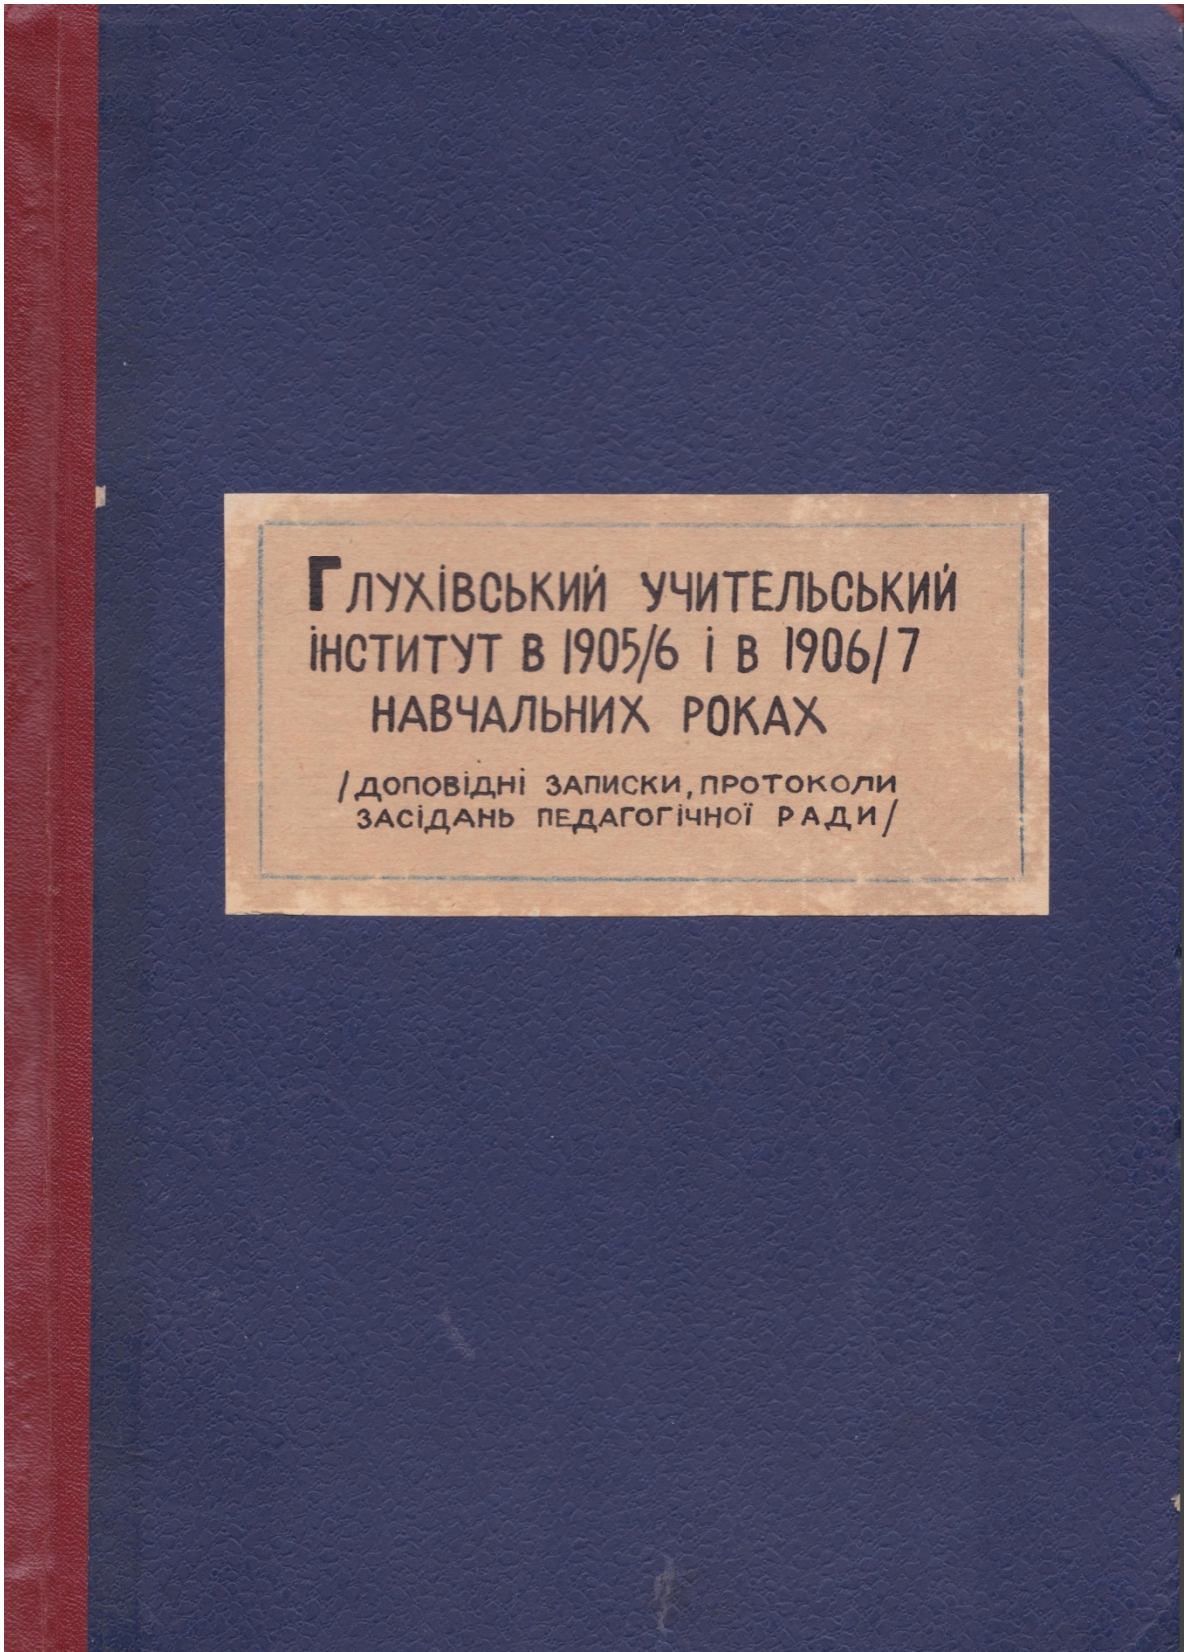 Глухівський учительський
інститут в 1905/6 і в 1906/7
навчальних роках
/доповідні записки, протоколи
засідань педагогічної ради/